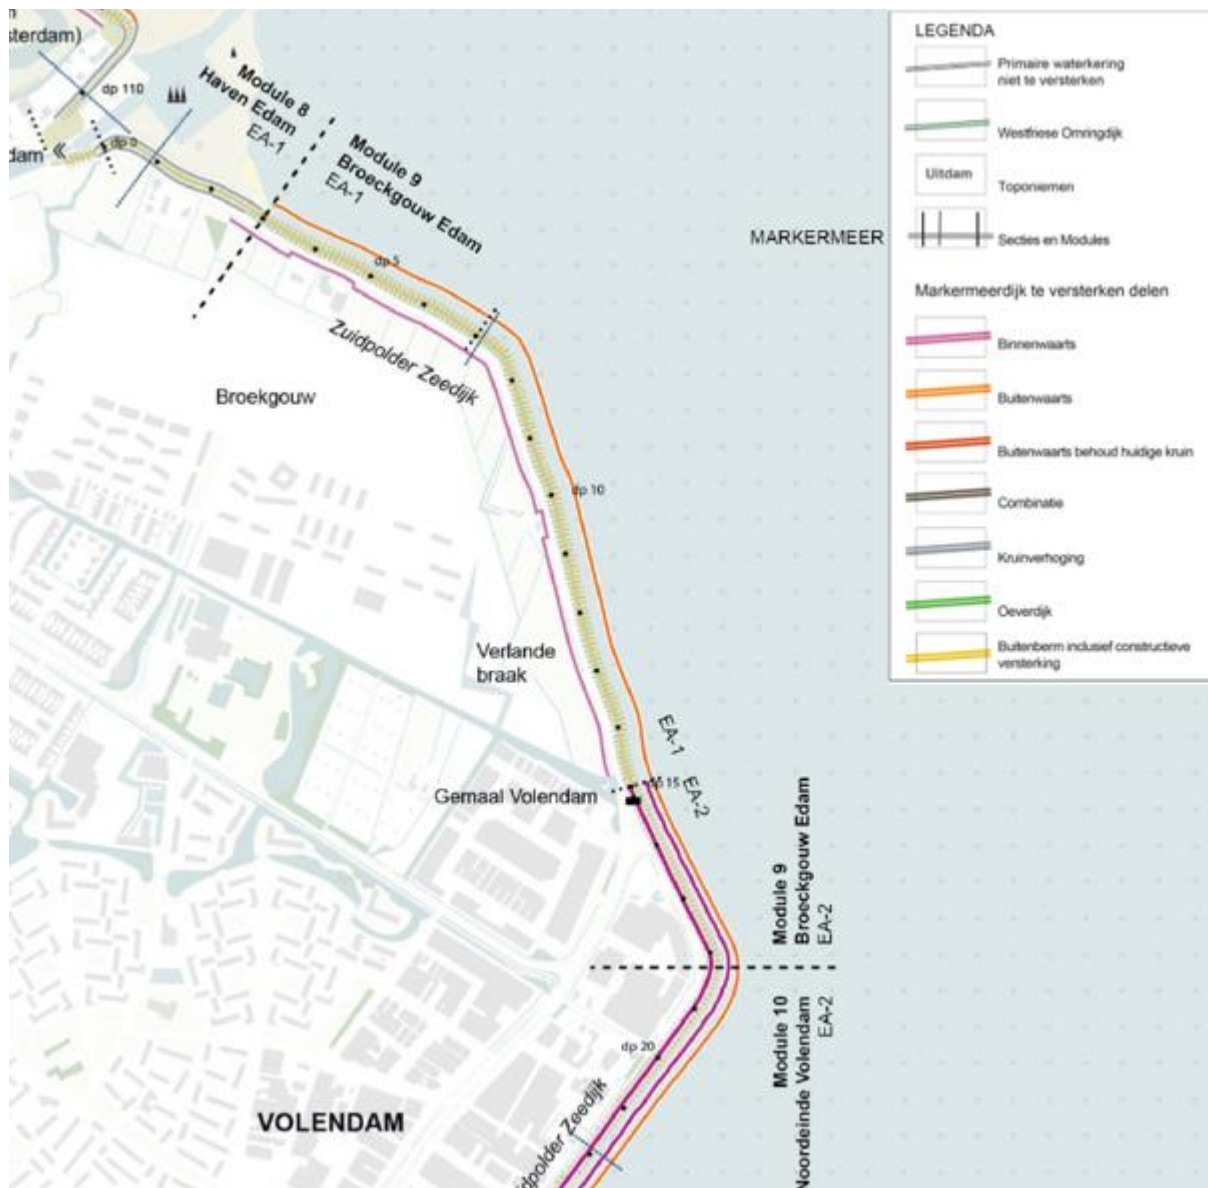 sterdam)
dp 110
dp 0
dam
Module 8
Haven Edam
EA-1
Module 9
Broeckgouw Edam
EA-1
dp 5
Zuidpolder Zeedijk
MARKERMEER
Broekgouw
dp 10
Verlande
braak
EA-1
EA-2
dp 15
Gemaal Volendam
Module 9
Broeckgouw Edam
EA-2
Module 10
Noordeinde Volendam
EA-2
dp 20
VOLENDAM
idpolder Zeedijk
LEGENDA
Primaire waterkering
niet te versterken
Westfriese Omringdijk
Uitdam
Toponiemen
Secties en Modules
Markermeerdijk te versterken delen
Binnenwaarts
Buitenwaarts
Buitenwaarts behoud huidige kruin
Combinatie
Kruinverhoging
Oeverdijk
Buitenberm inclusief constructieve
versterking